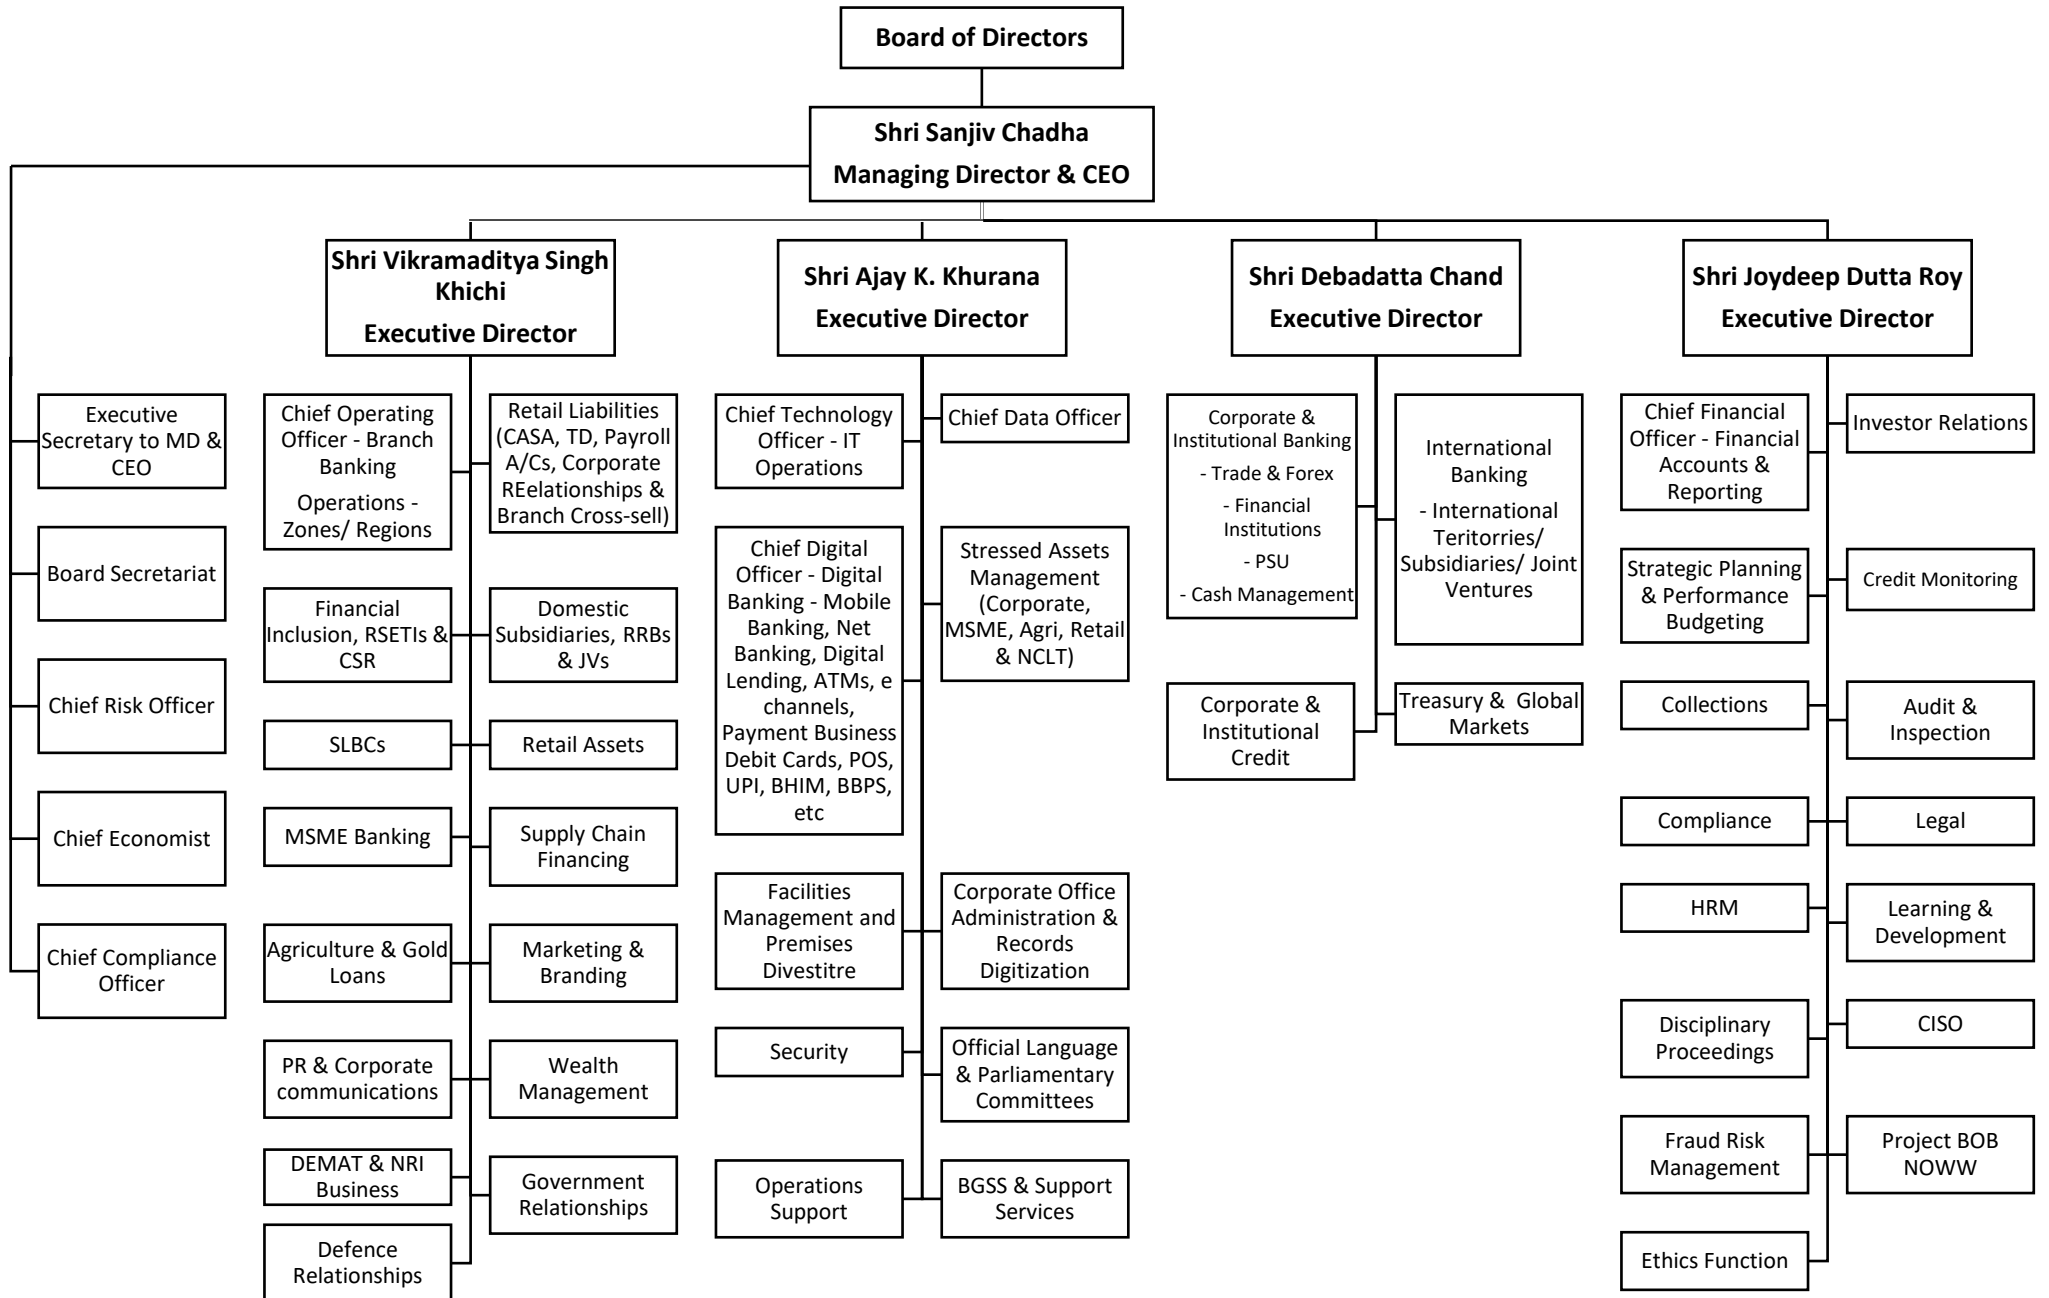 Board of Directors
Shri Sanjiv Chadha
Managing Director & CEO
Shri Vikramaditya Singh
Khichi
Executive Director
Shri Ajay K. Khurana
Executive Director
Shri Debadatta Chand
Executive Director
Shri Joydeep Dutta Roy
Executive Director
Executive
Secretary to MD &
CEO
Board Secretariat
Chief Risk Officer
Chief Economist
Chief Compliance
Officer
Chief Operating
Officer - Branch
Banking
Operations -
Zones/ Regions
Retail Liabilities
(CASA, TD, Payroll
A/Cs, Corporate
REelationships &
Branch Cross-sell)
Financial
Inclusion, RSETIs &
CSR
Domestic
Subsidiaries, RRBs
& JVs
SLBCs
Retail Assets
MSME Banking
Supply Chain
Financing
Agriculture & Gold
Loans
Marketing &
Branding
PR & Corporate
communications
Wealth
Management
DEMAT & NRI
Business
Government
Relationships
Defence
Relationships
Chief Technology
Officer - IT
Operations
Chief Data Officer
Chief Digital
Officer - Digital
Banking - Mobile
Banking, Net
Banking, Digital
Lending, ATMs, e
channels,
Payment Business
Debit Cards, POS,
UPI, BHIM, BBPS,
etc
Stressed Assets
Management
(Corporate,
MSME, Agri, Retail
& NCLT)
Facilities
Management and
Premises
Divestitre
Corporate Office
Administration &
Records
Digitization
Security
Official Language
& Parliamentary
Committees
Operations
Support
BGSS & Support
Services
Corporate &
Institutional Banking
- Trade & Forex
- Financial
Institutions
- PSU
- Cash Management
International
Banking
- International
Teritorries/
Subsidiaries/ Joint
Ventures
Corporate &
Institutional
Credit
Treasury & Global
Markets
Chief Financial
Officer - Financial
Accounts &
Reporting
Investor Relations
Strategic Planning
& Performance
Budgeting
Credit Monitoring
Collections
Audit &
Inspection
Compliance
Legal
HRM
Learning &
Development
Disciplinary
Proceedings
CISO
Fraud Risk
Management
Project BOB
NOWW
Ethics Function